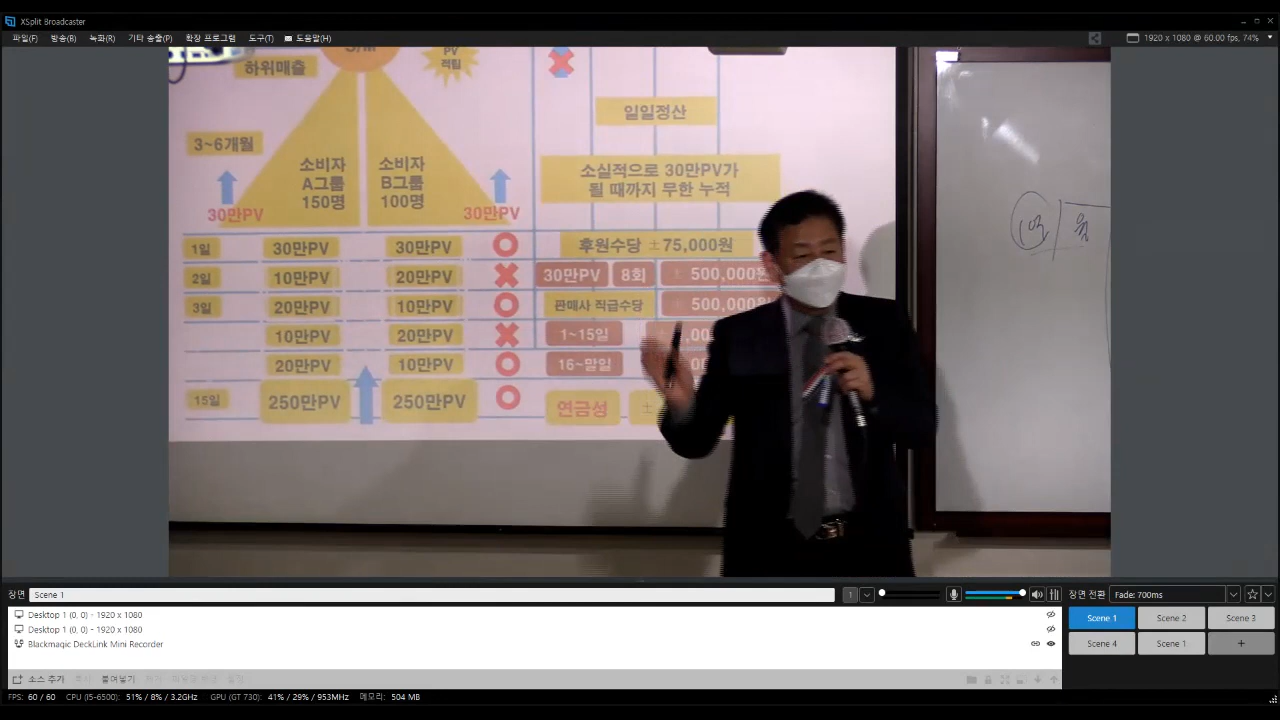 XSplit Broadcaster
파일(F) 방송(B) 녹화(R) 기타 송출(P) 확장 프로그램 도구(T) 도움말(H)
1920 x 1080 @ 60.00 fps, 74%
하위매출
PV
적립
일일정산
3~6개월
소비자
A그룹
150명
소비자
B그룹
100명
소실적으로 30만PV가
될 때까지 무한 누적
30만PV
30만PV
1일 30만PV 30만PV 후원수당 ±75,000원
2일 10만PV 20만PV 30만PV 8회 ± 500,000원
3일 20만PV 10만PV 판매사 직급수당 ± 500,000
10만PV 20만PV 1~15일
20만PV 10만PV 16~말일
15일 250만PV 250만PV 연금성 ±
장면 Scene 1 1 장면 전환 Fade: 700ms
Desktop 1 (0, 0) - 1920 x 1080
Desktop 1 (0, 0) - 1920 x 1080
Blackmagic DeckLink Mini Recorder
Scene 1 Scene 2 Scene 3
Scene 4 Scene 1 +
소스 추가 붙여넣기
FPS: 60 / 60 CPU (I5-6500): 51% / 8% / 3.2GHz GPU (GT 730): 41% / 29% / 953MHz 메모리: 504 MB